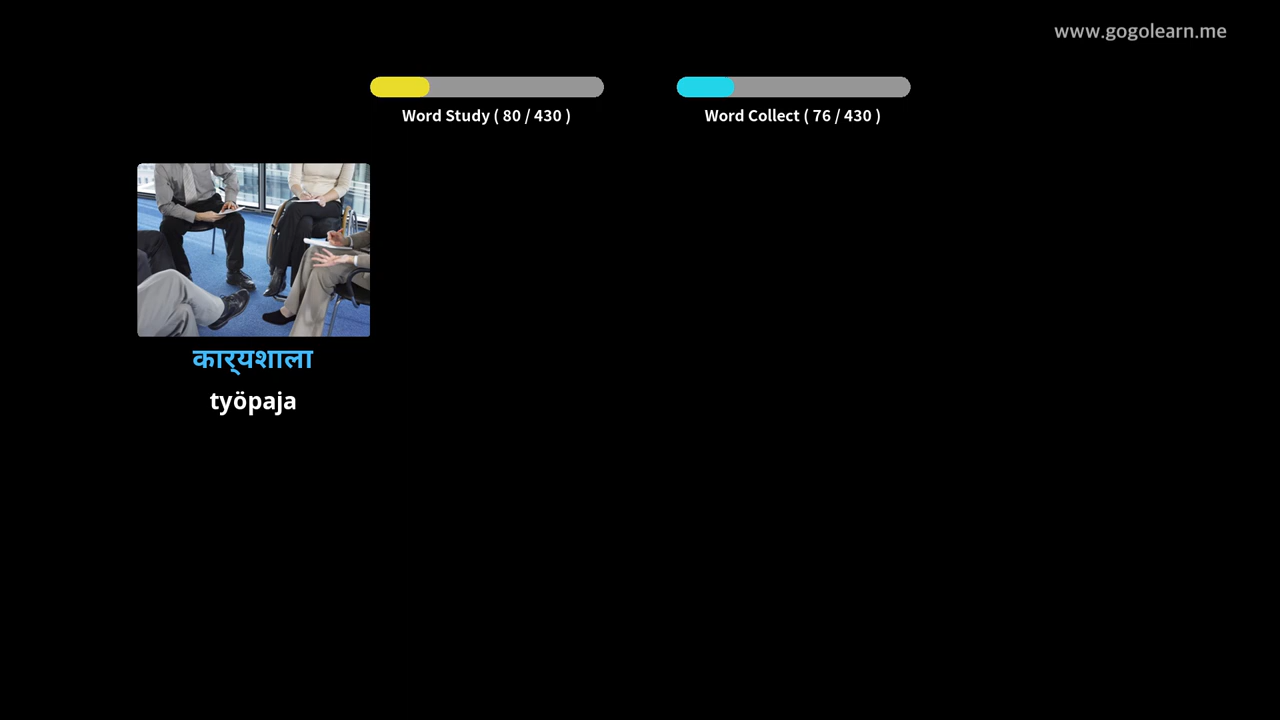 www.gogolearn.me
Word Study ( 80 / 430 )
Word Collect ( 76 / 430 )
कार्यशाला
työpaja